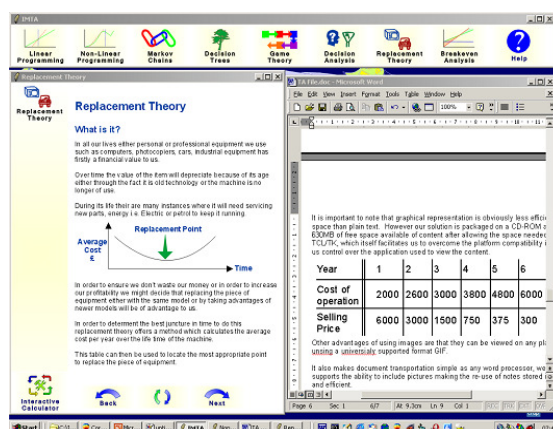 IMTA
Linear Programming
Non-Linear Programming
Markov Chains
Decision Trees
Game Theory
Decision Analysis
Replacement Theory
Breakeven Analysis
Help
Replacement Theory
Replacement Theory
Replacement Theory
What is it?
In all our lives either personal or professional equipment we use
such as computers, photocopiers, cars, industrial equipment has
firstly a financial value to us.
Over time the value of the item will depreciate because of its age
either through the fact it is old technology or the machine is no
longer of use.
During its life their are many instances where it will need servicing
new parts, energy i.e. Electric or petrol to keep it running.
Replacement Point
Average
Cost
£
Time
In order to ensure we don't waste our money or in order to increase
our profitability we might decide that replacing the piece of
equipment ether with the same model or by taking advantages of
newer models will be of advantage to us.
In order to determent the best juncture in time to do this
replacement theory offers a method which calculates the average
cost per year over the life time of the machine.
This table can then be used to locate the most appropriate point
to replace the piece of equipment.
Interactive Calculator
Back
Next
TA File.doc - Microsoft Word
File Edit View Insert Format Tools Table Window Help
100%
It is important to note that graphical representation is obviously less effici
space than plain text. However our solution is packaged on a CD-ROM a
630MB of free space available of content after allowing the space neede
TCL/TK, which itself facilitates us to overcome the platform compatibility i
us control over the application used to view the content.
Year 1 2 3 4 5 6
Cost of operation 2000 2600 3000 3800 4800 6000
Selling Price 6000 3000 1500 750 375 300
Other advantages of using images are that they can be viewed on any pl
unsing a universialy supported format GIF.
It also makes document transportation simple as any word processor, we
supports the ability to include pictures making the re-use of notes stored
and efficient.
Page 6 Sec 1 6/7 At 9.3cm Ln 9 Col 1
Start
IMTA